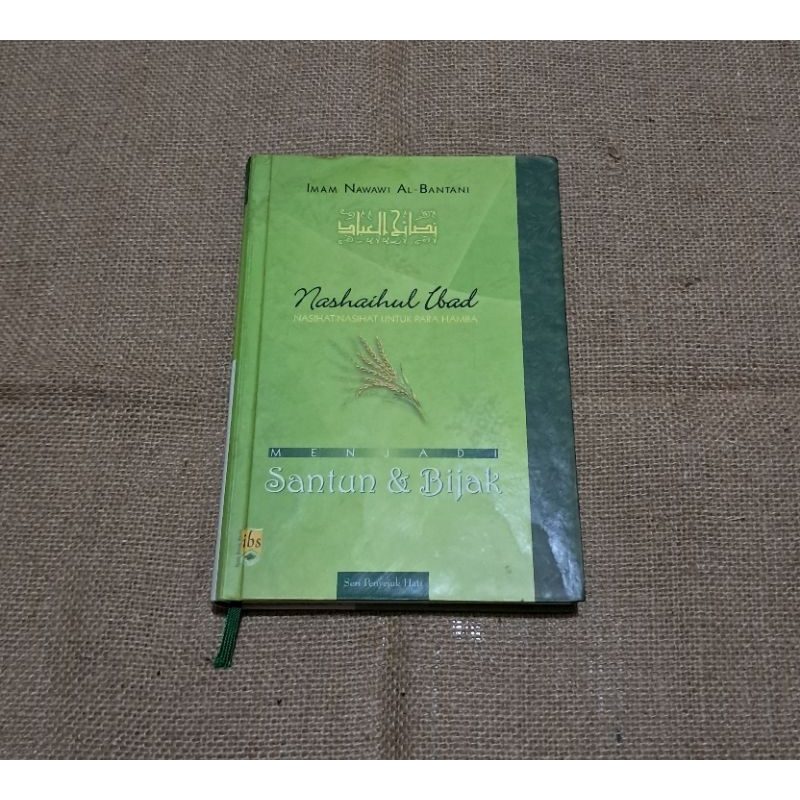 IMAM NAWAWI AL-BANTANI
نصائح العباد
Nashaihul Ibad
NASIHAT-NASIHAT UNTUK PARA HAMBA
MENJADI
Santun & Bijak
ibs
Seri Penyejuk Hati